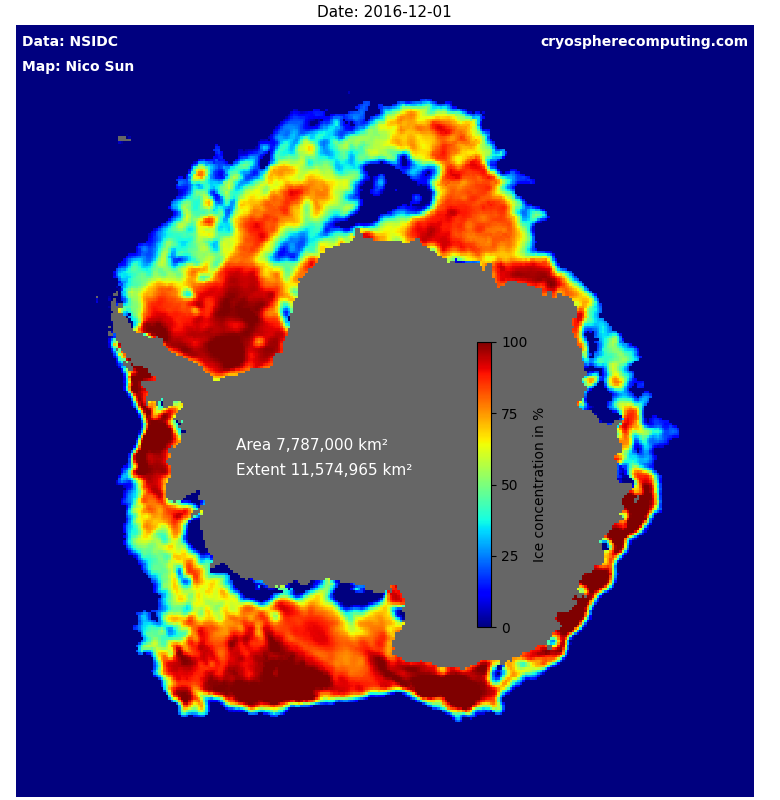 Date: 2016-12-01
Data: NSIDC
cryospherecomputing.com
Map: Nico Sun
100
75
50
25
0
Ice concentration in %
Area 7,787,000 km²
Extent 11,574,965 km²